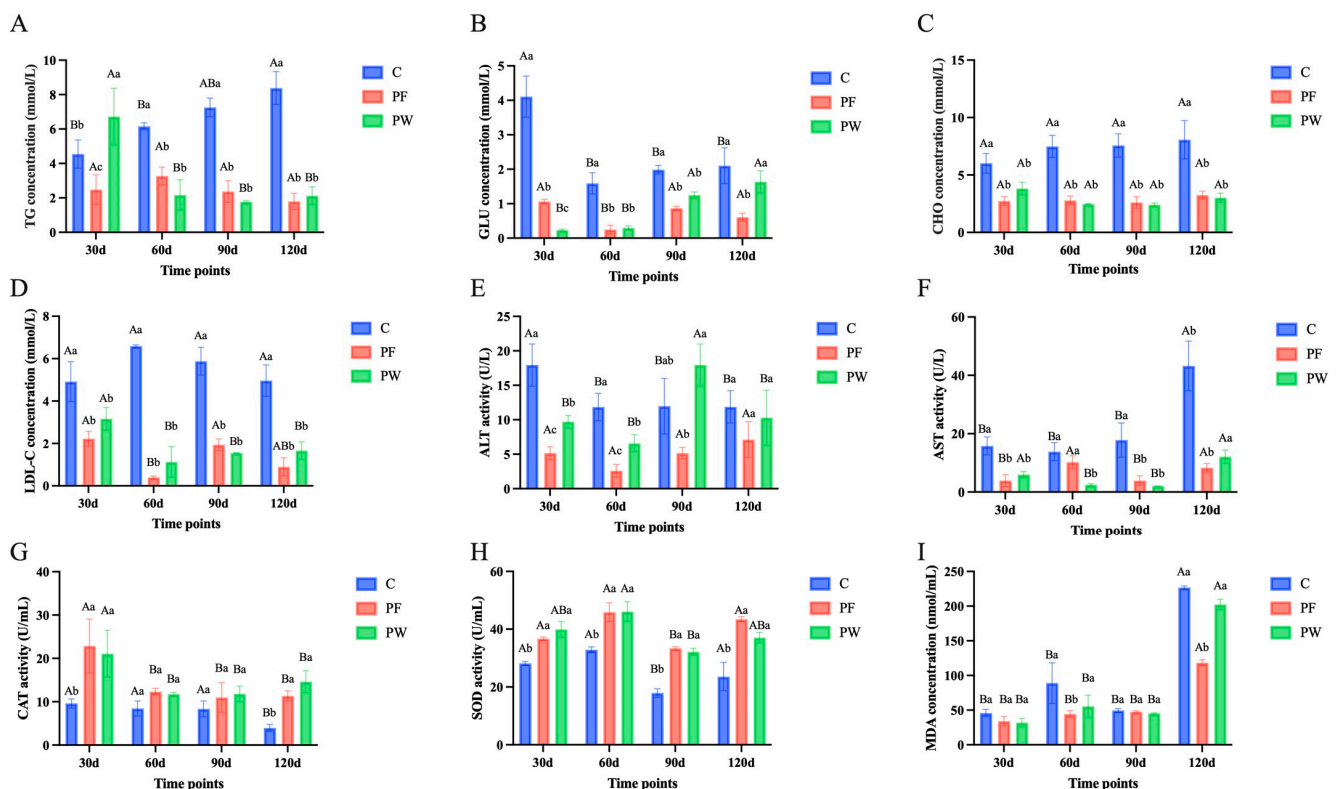 A
TG concentration (mmol/L)
10
8
6
4
2
0
Bb
Ac
Aa
Ba
Ab
Bb
ABa
Ab
Bb
Aa
Ab
Bb
30d 60d 90d 120d
Time points
C
PF
PW
B
GLU concentration (mmol/L)
5
4
3
2
1
0
Aa
Ab
Bc
Ba
Bb
Bb
Ba
Ab
Ab
Ba
Ab
Aa
30d 60d 90d 120d
Time points
C
PF
PW
C
CHO concentration (mmol/L)
15
10
5
0
Aa
Ab
Ab
Aa
Ab
Ab
Aa
Ab
Ab
Aa
Ab
Ab
30d 60d 90d 120d
Time points
C
PF
PW
D
LDL-C concentration (mmol/L)
8
6
4
2
0
Aa
Ab
Ab
Aa
Bb
Bb
Aa
Ab
Bb
Aa
ABb
Bb
30d 60d 90d 120d
Time points
C
PF
PW
E
ALT activity (U/L)
25
20
15
10
5
0
Aa
Ac
Bb
Ba
Ac
Bb
Bab
Ab
Aa
Ba
Aa
Ba
30d 60d 90d 120d
Time points
C
PF
PW
F
AST activity (U/L)
60
40
20
0
Ba
Bb
Ab
Ba
Aa
Bb
Ba
Bb
Bb
Ab
Ab
Aa
30d 60d 90d 120d
Time points
C
PF
PW
G
CAT activity (U/mL)
40
30
20
10
0
Ab
Aa
Aa
Aa
Ba
Ba
Aa
Ba
Ba
Bb
Ba
Ba
30d 60d 90d 120d
Time points
C
PF
PW
H
SOD activity (U/mL)
60
40
20
0
Ab
Aa
ABa
Ab
Aa
Aa
Bb
Ba
Ba
Ab
Aa
ABa
30d 60d 90d 120d
Time points
C
PF
PW
I
MDA concentration (nmol/mL)
250
200
150
100
50
0
Ba
Ba
Ba
Ba
Bb
Ba
Ba
Ba
Ba
Aa
Ab
Aa
30d 60d 90d 120d
Time points
C
PF
PW